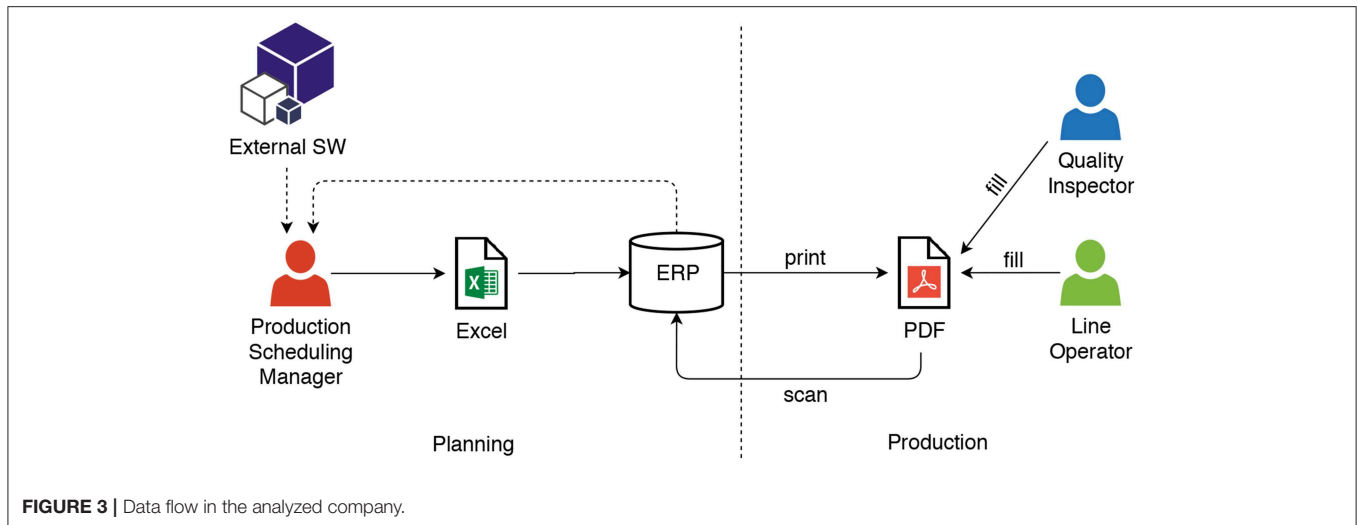 External SW
Production
Scheduling
Manager
X
Excel
ERP
print
scan
PDF
fill
fill
Quality
Inspector
Line
Operator
Planning
Production
FIGURE 3 | Data flow in the analyzed company.